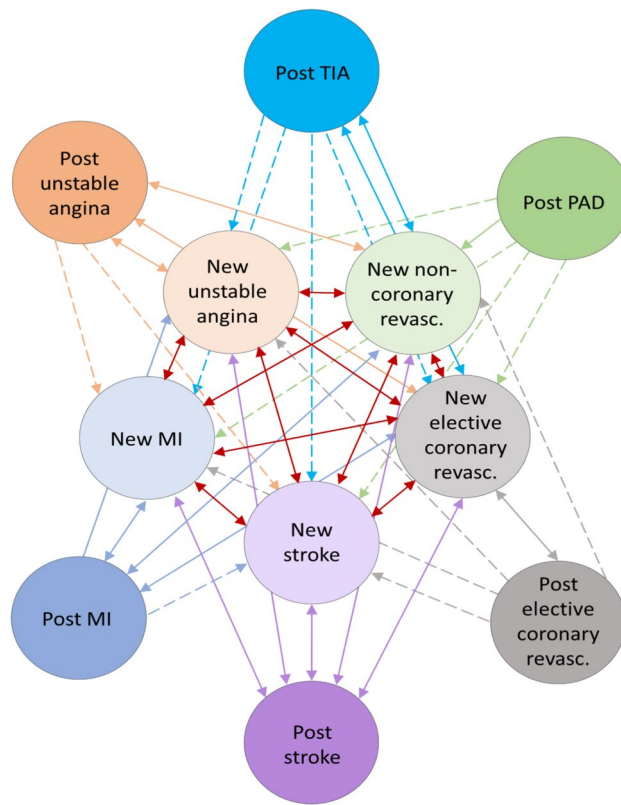 Post TIA
Post
unstable
angina
Post PAD
New
unstable
angina
New non-
coronary
revasc.
New MI
New
elective
coronary
revasc.
New
stroke
Post MI
Post
elective
coronary
revasc.
Post
stroke